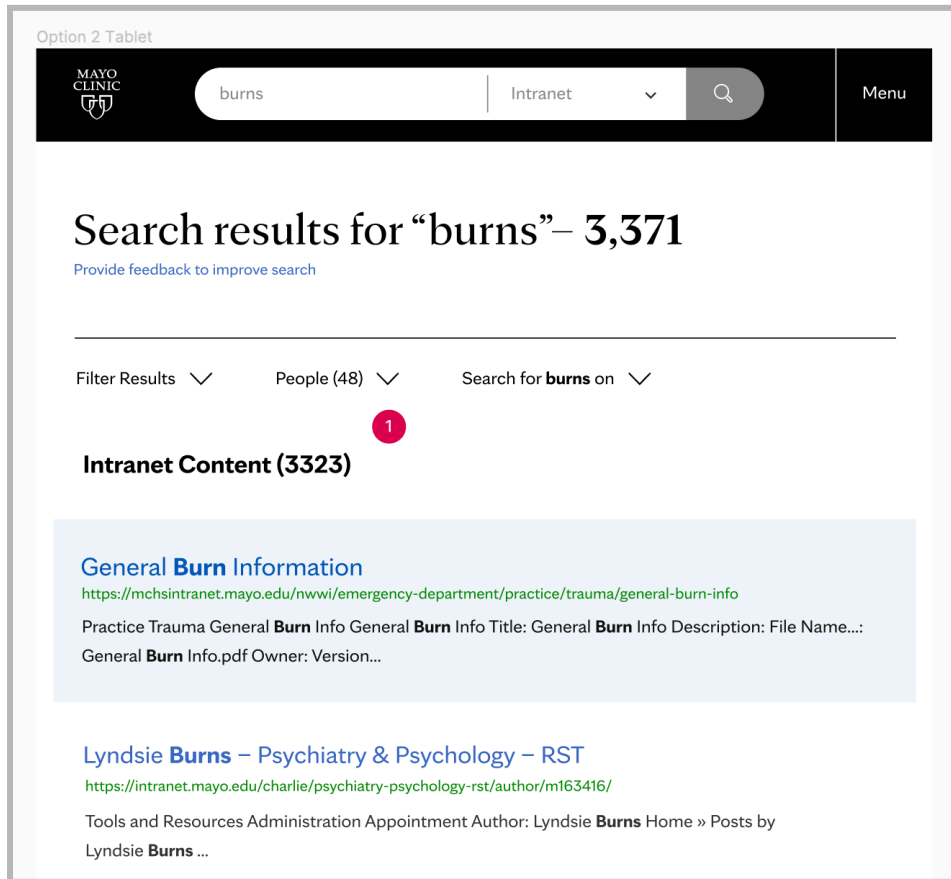 Option 2 Tablet
MAYO
CLINIC
burns
Intranet
Menu
Search results for “burns”– 3,371
Provide feedback to improve search
Filter Results
People (48)
Search for burns on
1
Intranet Content (3323)
General Burn Information
https://mchsintranet.mayo.edu/nwwi/emergency-department/practice/trauma/general-burn-info
Practice Trauma General Burn Info General Burn Info Title: General Burn Info Description: File Name...:
General Burn Info.pdf Owner: Version...
Lyndsie Burns – Psychiatry & Psychology – RST
https://intranet.mayo.edu/charlie/psychiatry-psychology-rst/author/m163416/
Tools and Resources Administration Appointment Author: Lyndsie Burns Home » Posts by
Lyndsie Burns ...